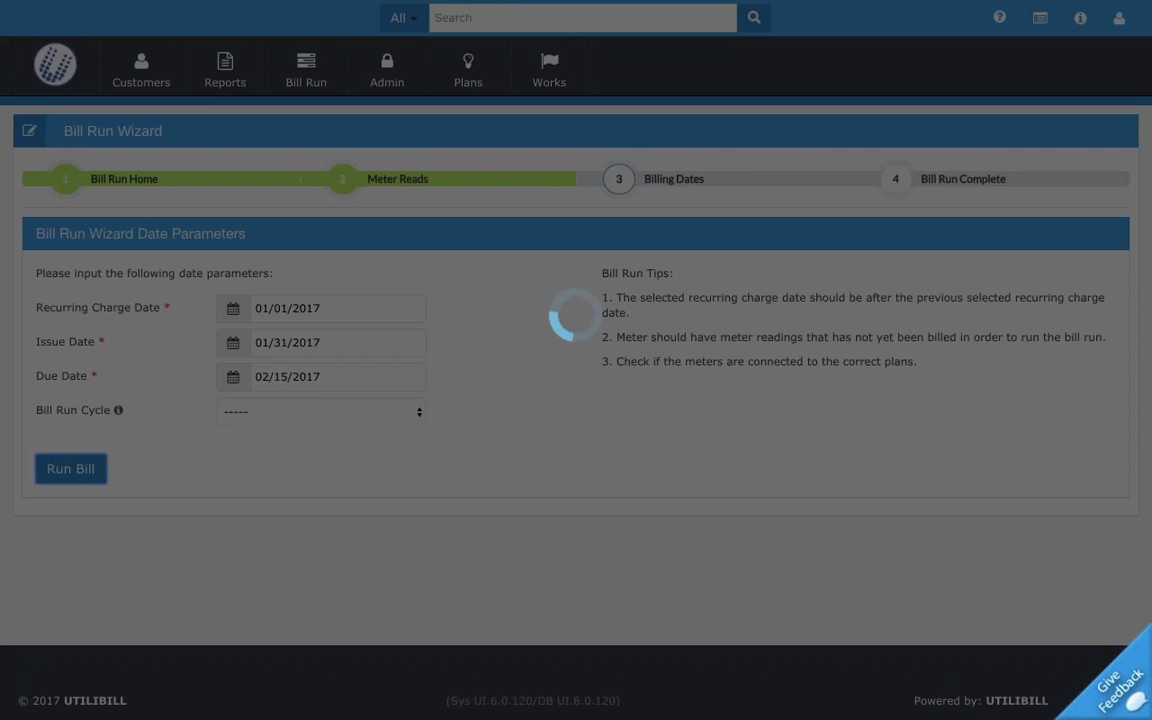 All
Search
Customers
Reports
Bill Run
Admin
Plans
Works
Bill Run Wizard
1 Bill Run Home
2 Meter Reads
3 Billing Dates
4 Bill Run Complete
Bill Run Wizard Date Parameters
Please input the following date parameters:
Recurring Charge Date * 01/01/2017
Issue Date * 01/31/2017
Due Date * 02/15/2017
Bill Run Cycle -----
Run Bill
Bill Run Tips:
1. The selected recurring charge date should be after the previous selected recurring charge
date.
2. Meter should have meter readings that has not yet been billed in order to run the bill run.
3. Check if the meters are connected to the correct plans.
© 2017 UTILIBILL
(Sys UI.6.0.120/DB UI.6.0.120)
Powered by: UTILIBILL
Give
Feedback